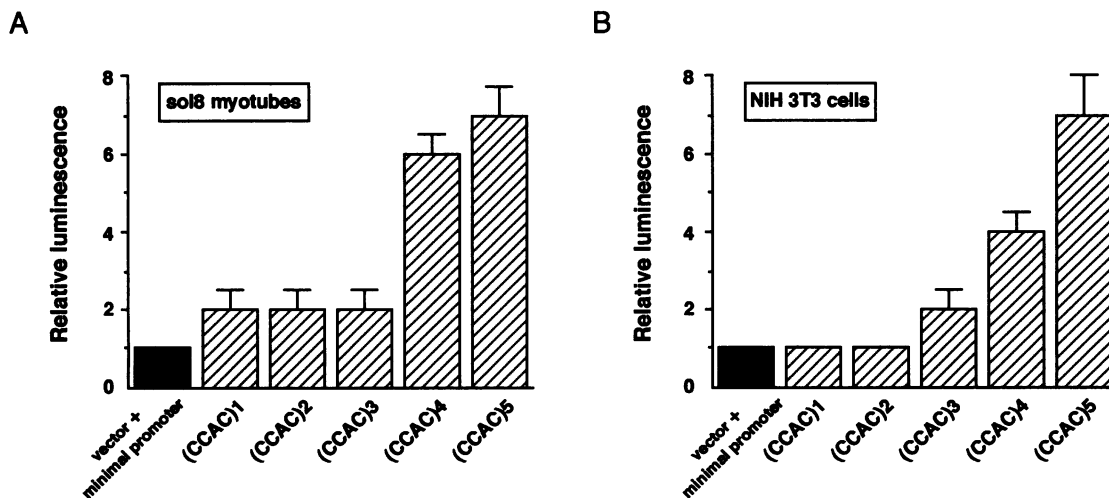 A
sol8 myotubes
Relative luminescence
8
6
4
2
0
vector +
minimal promoter
(CCAC)1
(CCAC)2
(CCAC)3
(CCAC)4
(CCAC)5
B
NIH 3T3 cells
Relative luminescence
8
6
4
2
0
vector +
minimal promoter
(CCAC)1
(CCAC)2
(CCAC)3
(CCAC)4
(CCAC)5